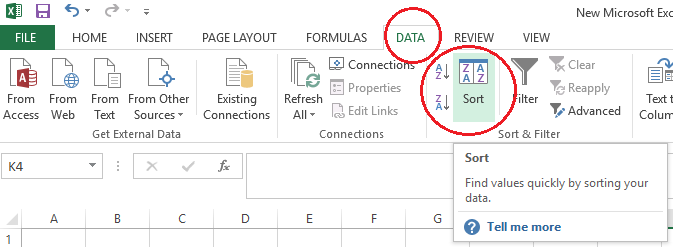 New Microsoft Exc
FILE HOME INSERT PAGE LAYOUT FORMULAS DATA REVIEW VIEW
From Access
From Web
From Text
From Other Sources
Existing Connections
Get External Data
Refresh All
Connections
Properties
Edit Links
Connections
A Z
Z A
Z A A Z
Sort
Filter
Clear
Reapply
Advanced
Sort & Filter
Text to
Colum
K4
fx
Sort
Find values quickly by sorting your
data.
? Tell me more
A B C D E F G
1